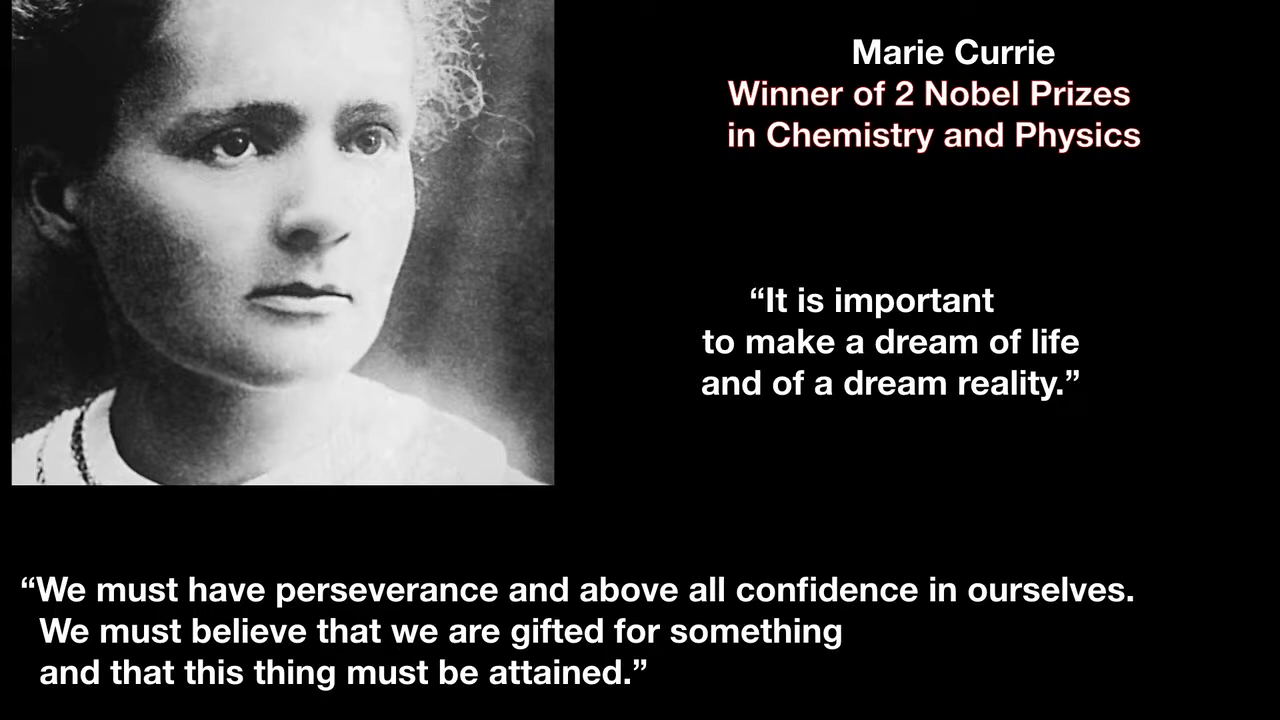 Marie Currie
Winner of 2 Nobel Prizes
in Chemistry and Physics
“It is important
to make a dream of life
and of a dream reality.”
“We must have perseverance and above all confidence in ourselves.
We must believe that we are gifted for something
and that this thing must be attained.”